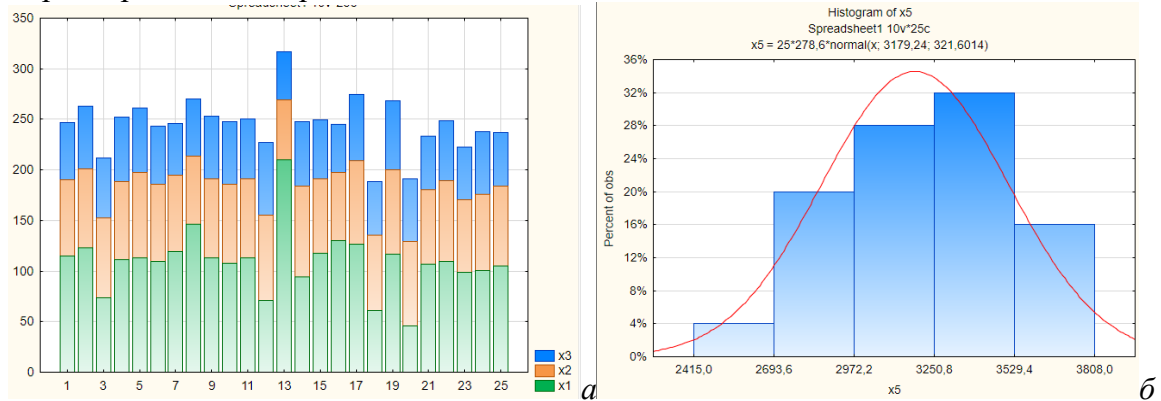 350
300
250
200
150
100
50
0
1 3 5 7 9 11 13 15 17 19 21 23 25
x3
x2
x1
а
Histogram of x5
Spreadsheet1 10v*25c
x5 = 25*278,6*normal(x; 3179,24; 321,6014)
Percent of obs
36%
32%
28%
24%
20%
16%
12%
8%
4%
0%
2415,0 2693,6 2972,2 3250,8 3529,4 3808,0
x5
б